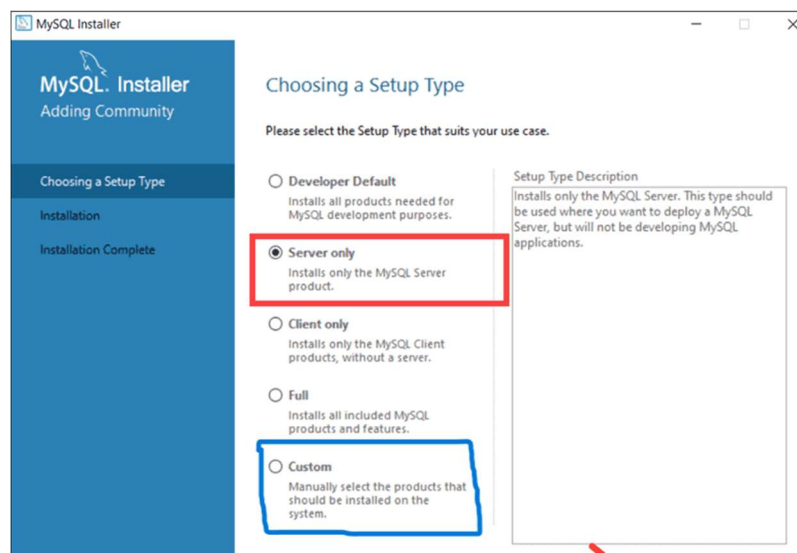 MySQL Installer
MySQL. Installer
Adding Community
Choosing a Setup Type
Installation
Installation Complete
Choosing a Setup Type
Please select the Setup Type that suits your use case.
Developer Default
Installs all products needed for
MySQL development purposes.
Server only
Installs only the MySQL Server
product.
Client only
Installs only the MySQL Client
products, without a server.
Full
Installs all included MySQL
products and features.
Custom
Manually select the products that
should be installed on the
system.
Setup Type Description
Installs only the MySQL Server. This type should
be used where you want to deploy a MySQL
Server, but will not be developing MySQL
applications.